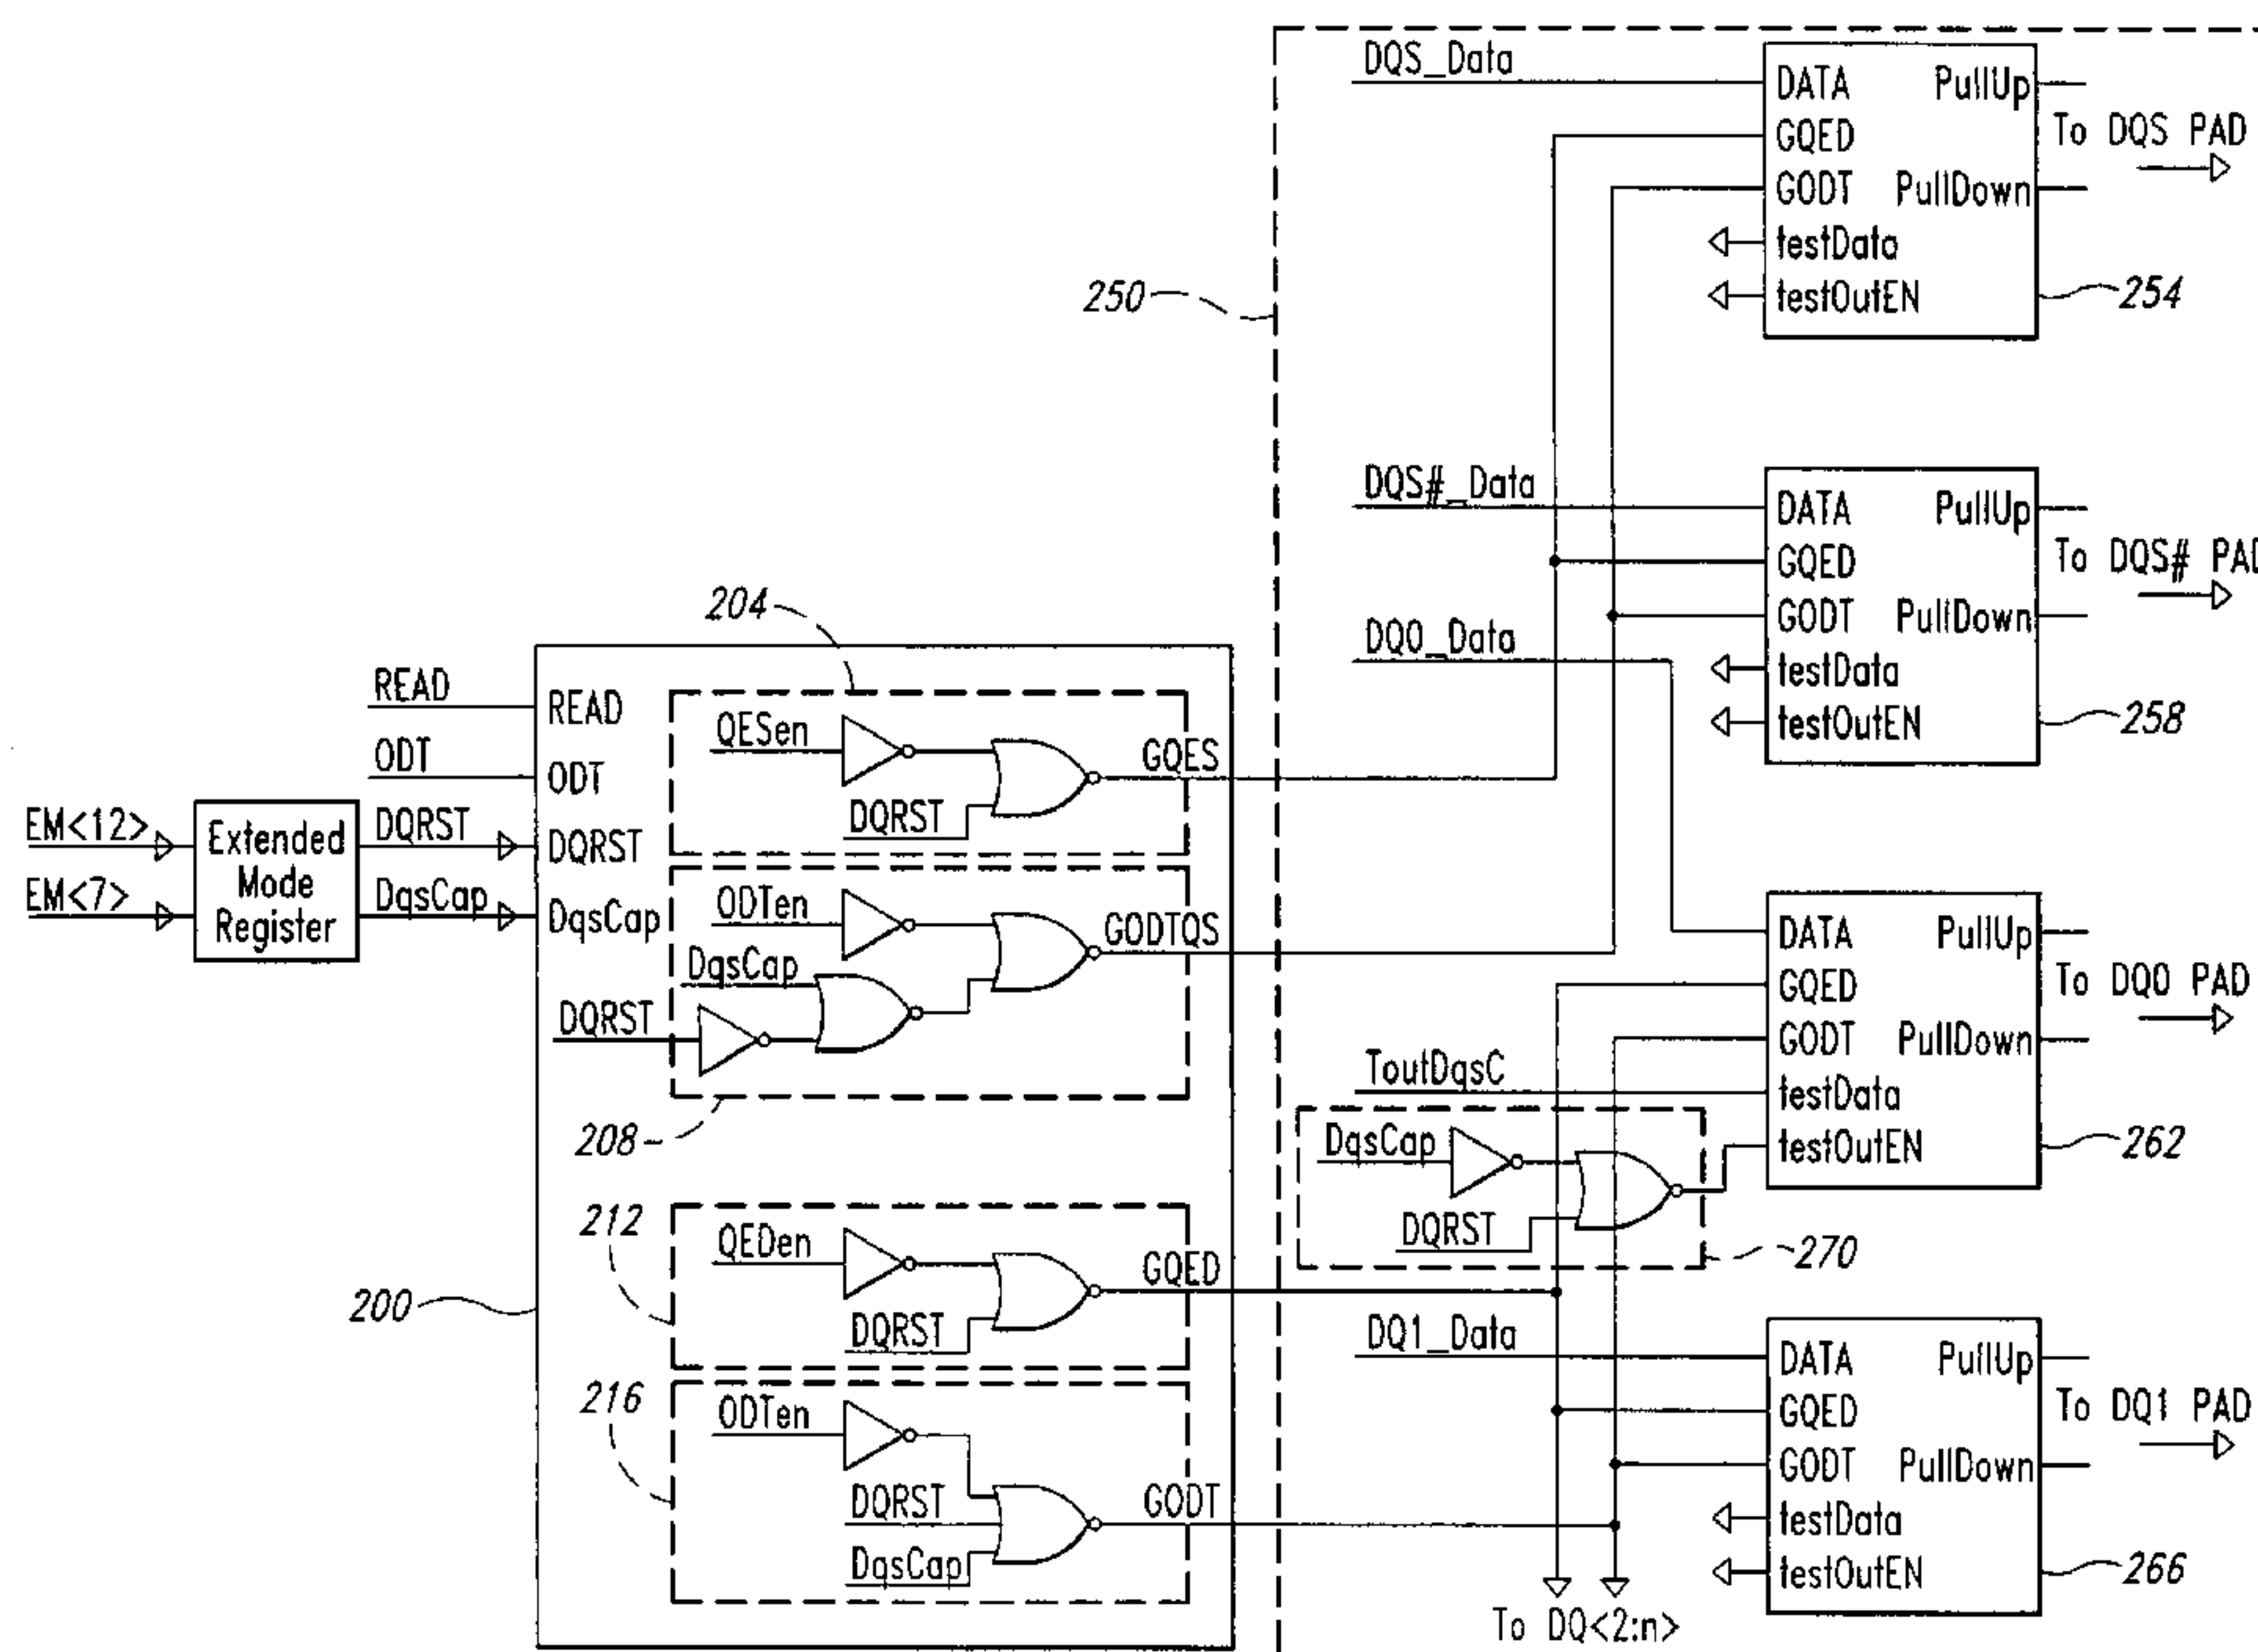 DQS_Data
DATA PullUp
GQED
GODT PullDown
testData
testOutEN
To DQS PAD
254
250
DQS#_Data
DATA PullUp
GQED
GODT PullDown
testData
testOutEN
To DQS# PAD
258
DQ0_Data
204
READ
ODT
EM<12>
EM<7>
Extended
Mode
Register
DQRST
DqsCap
READ
ODT
DQRST
DqsCap
QESen
DQRST
GQES
ODTen
DqsCap
DQRST
GODTQS
208
212
QEDen
DQRST
GQED
200
216
ODTen
DQRST
DqsCap
GODT
DATA PullUp
GQED
GODT PullDown
testData
testOutEN
To DQ0 PAD
262
ToutDqsC
DqsCap
DQRST
270
DQ1_Data
DATA PullUp
GQED
GODT PullDown
testData
testOutEN
To DQ1 PAD
266
To DQ<2:n>